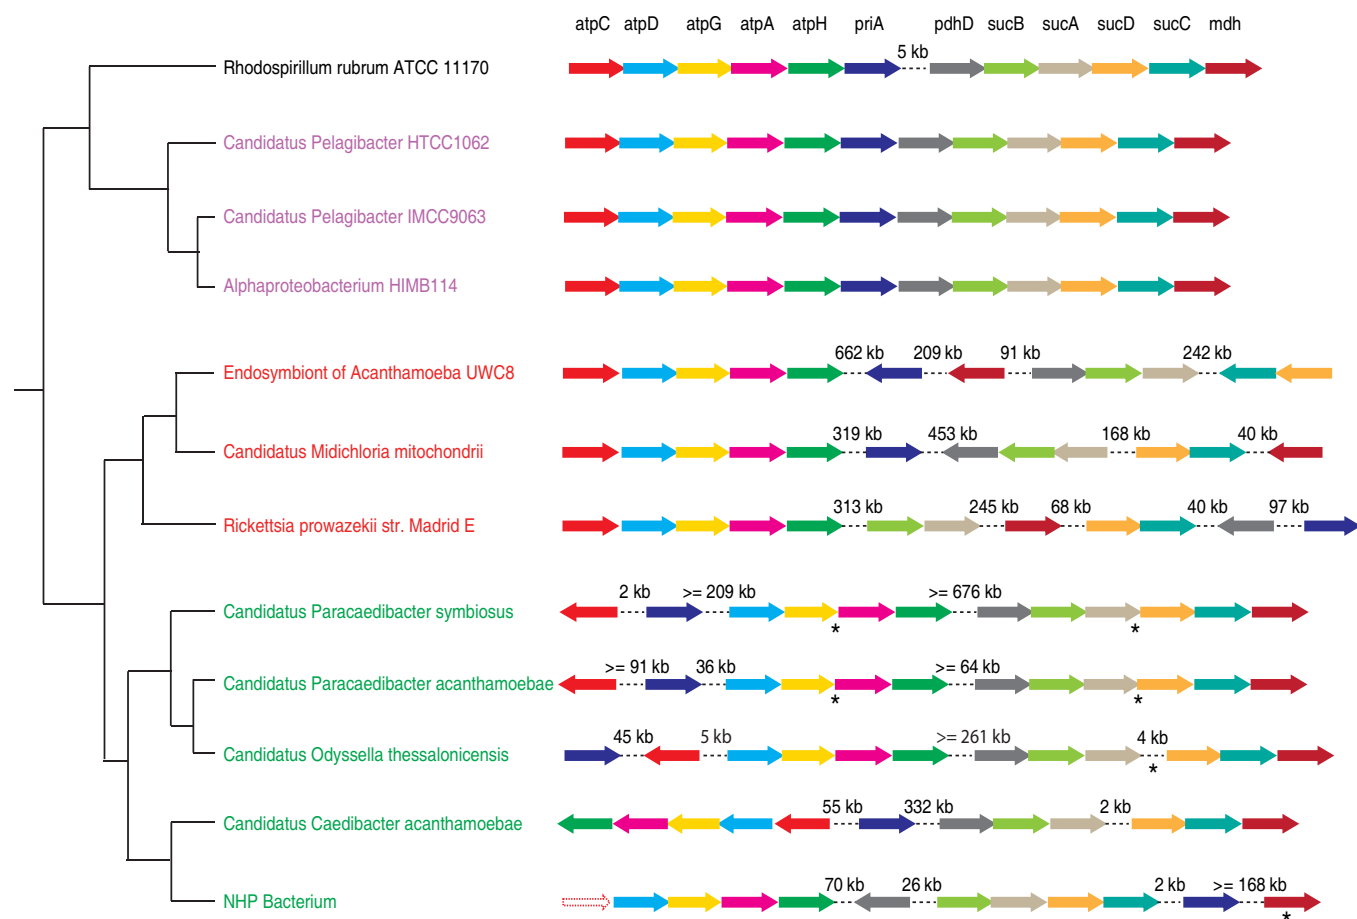 atpC atpD atpG atpA atpH priA pdhD sucB sucA sucD sucC mdh
5 kb
Rhodospirillum rubrum ATCC 11170
Candidatus Pelagibacter HTCC1062
Candidatus Pelagibacter IMCC9063
Alphaproteobacterium HIMB114
662 kb 209 kb 91 kb 242 kb
Endosymbiont of Acanthamoeba UWC8
319 kb 453 kb 168 kb 40 kb
Candidatus Midichloria mitochondrii
313 kb 245 kb 68 kb 40 kb 97 kb
Rickettsia prowazekii str. Madrid E
2 kb >= 209 kb >= 676 kb
Candidatus Paracaedibacter symbiosus
* *
>= 91 kb 36 kb >= 64 kb
Candidatus Paracaedibacter acanthamoebae
* *
45 kb 5 kb >= 261 kb 4 kb
Candidatus Odyssella thessalonicensis
*
55 kb 332 kb 2 kb
Candidatus Caedibacter acanthamoebae
70 kb 26 kb 2 kb >= 168 kb
NHP Bacterium
*